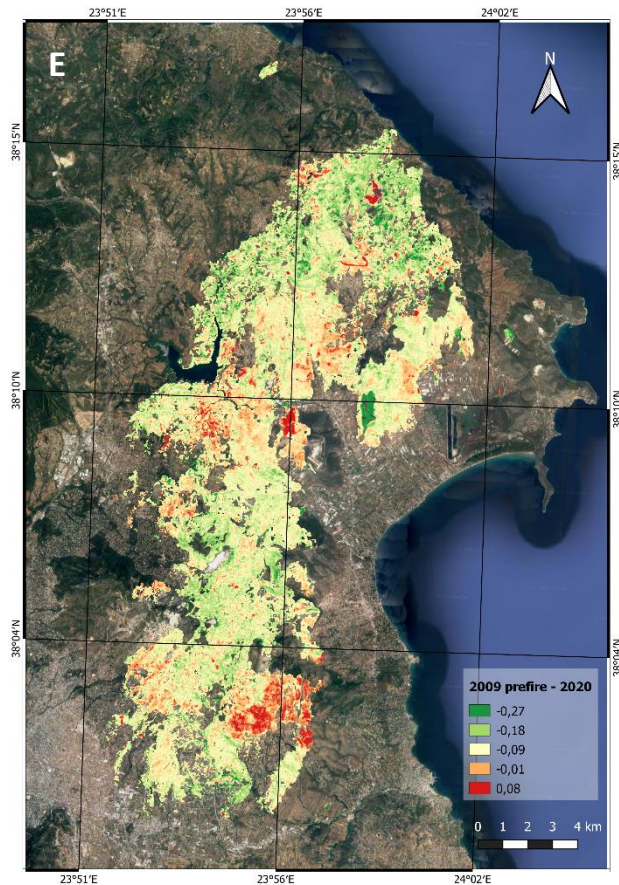 23°51'E 23°56'E 24°02'E
E
N
38°15'N 38°15'N
38°10'N 38°10'N
38°04'N 38°04'N
2009 prefire - 2020
-0,27
-0,18
-0,09
-0,01
0,08
0 1 2 3 4 km
23°51'E 23°56'E 24°02'E